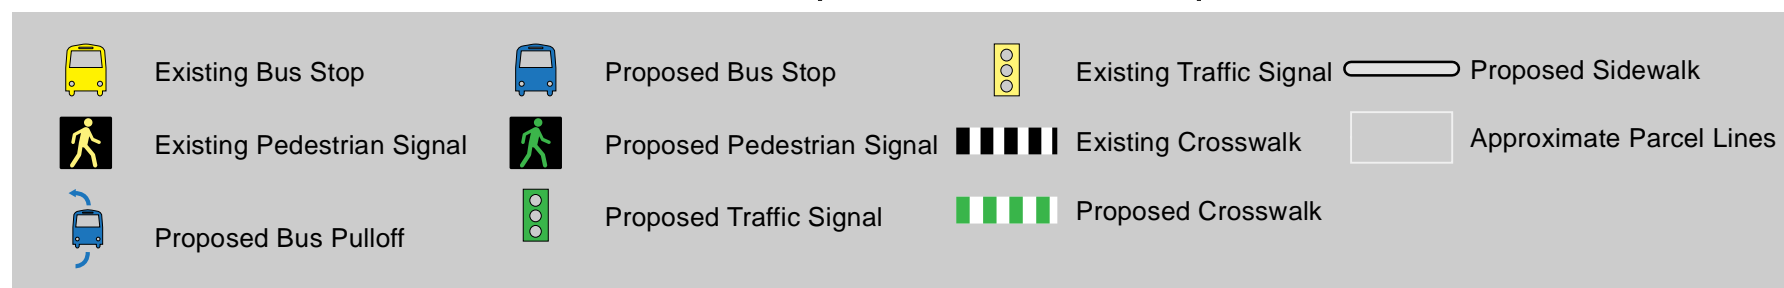 Existing Bus Stop
Proposed Bus Stop
Existing Traffic Signal
Proposed Sidewalk
Existing Pedestrian Signal
Proposed Pedestrian Signal
Existing Crosswalk
Approximate Parcel Lines
Proposed Bus Pulloff
Proposed Traffic Signal
Proposed Crosswalk